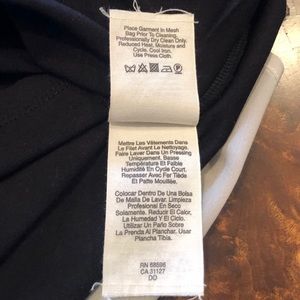 Place Garment In Mesh
Bag Prior To Cleaning.
Professionally Dry Clean Only.
Reduced Heat, Moisture and
Cycle. Cool Iron.
Use Press Cloth.
Mettre Les Vêtements Dans
Le Filet Avant Le Nettoyage.
Faire Laver Dans Un Pressing
Uniquement. Basse
Température Et Faible
Humidité En Cycle Court.
Repasser Avec Fer Tiède
Et Patte Mouillée.
Colocar Dentro De Una Bolsa
De Malla De Lavar. Limpieza
Profesional En Seco
Solamente. Reducir El Calor,
La Humedad Y El Ciclo.
Utilizar Un Paño Sobre
La Prenda Al Planchar. Usar
Plancha Tibia.
RN 68596
CA 31127
DD